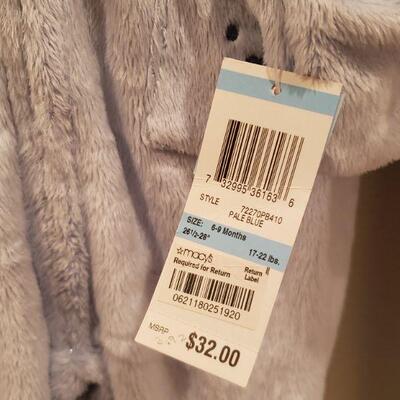 7 32995 36163 6
STYLE 72270PB410
PALE BLUE
SIZE: 6-9 Months
26½-28" 17-22 lbs.
★macy's Return
Required for Return Label
0621180251920
MSRP $32.00